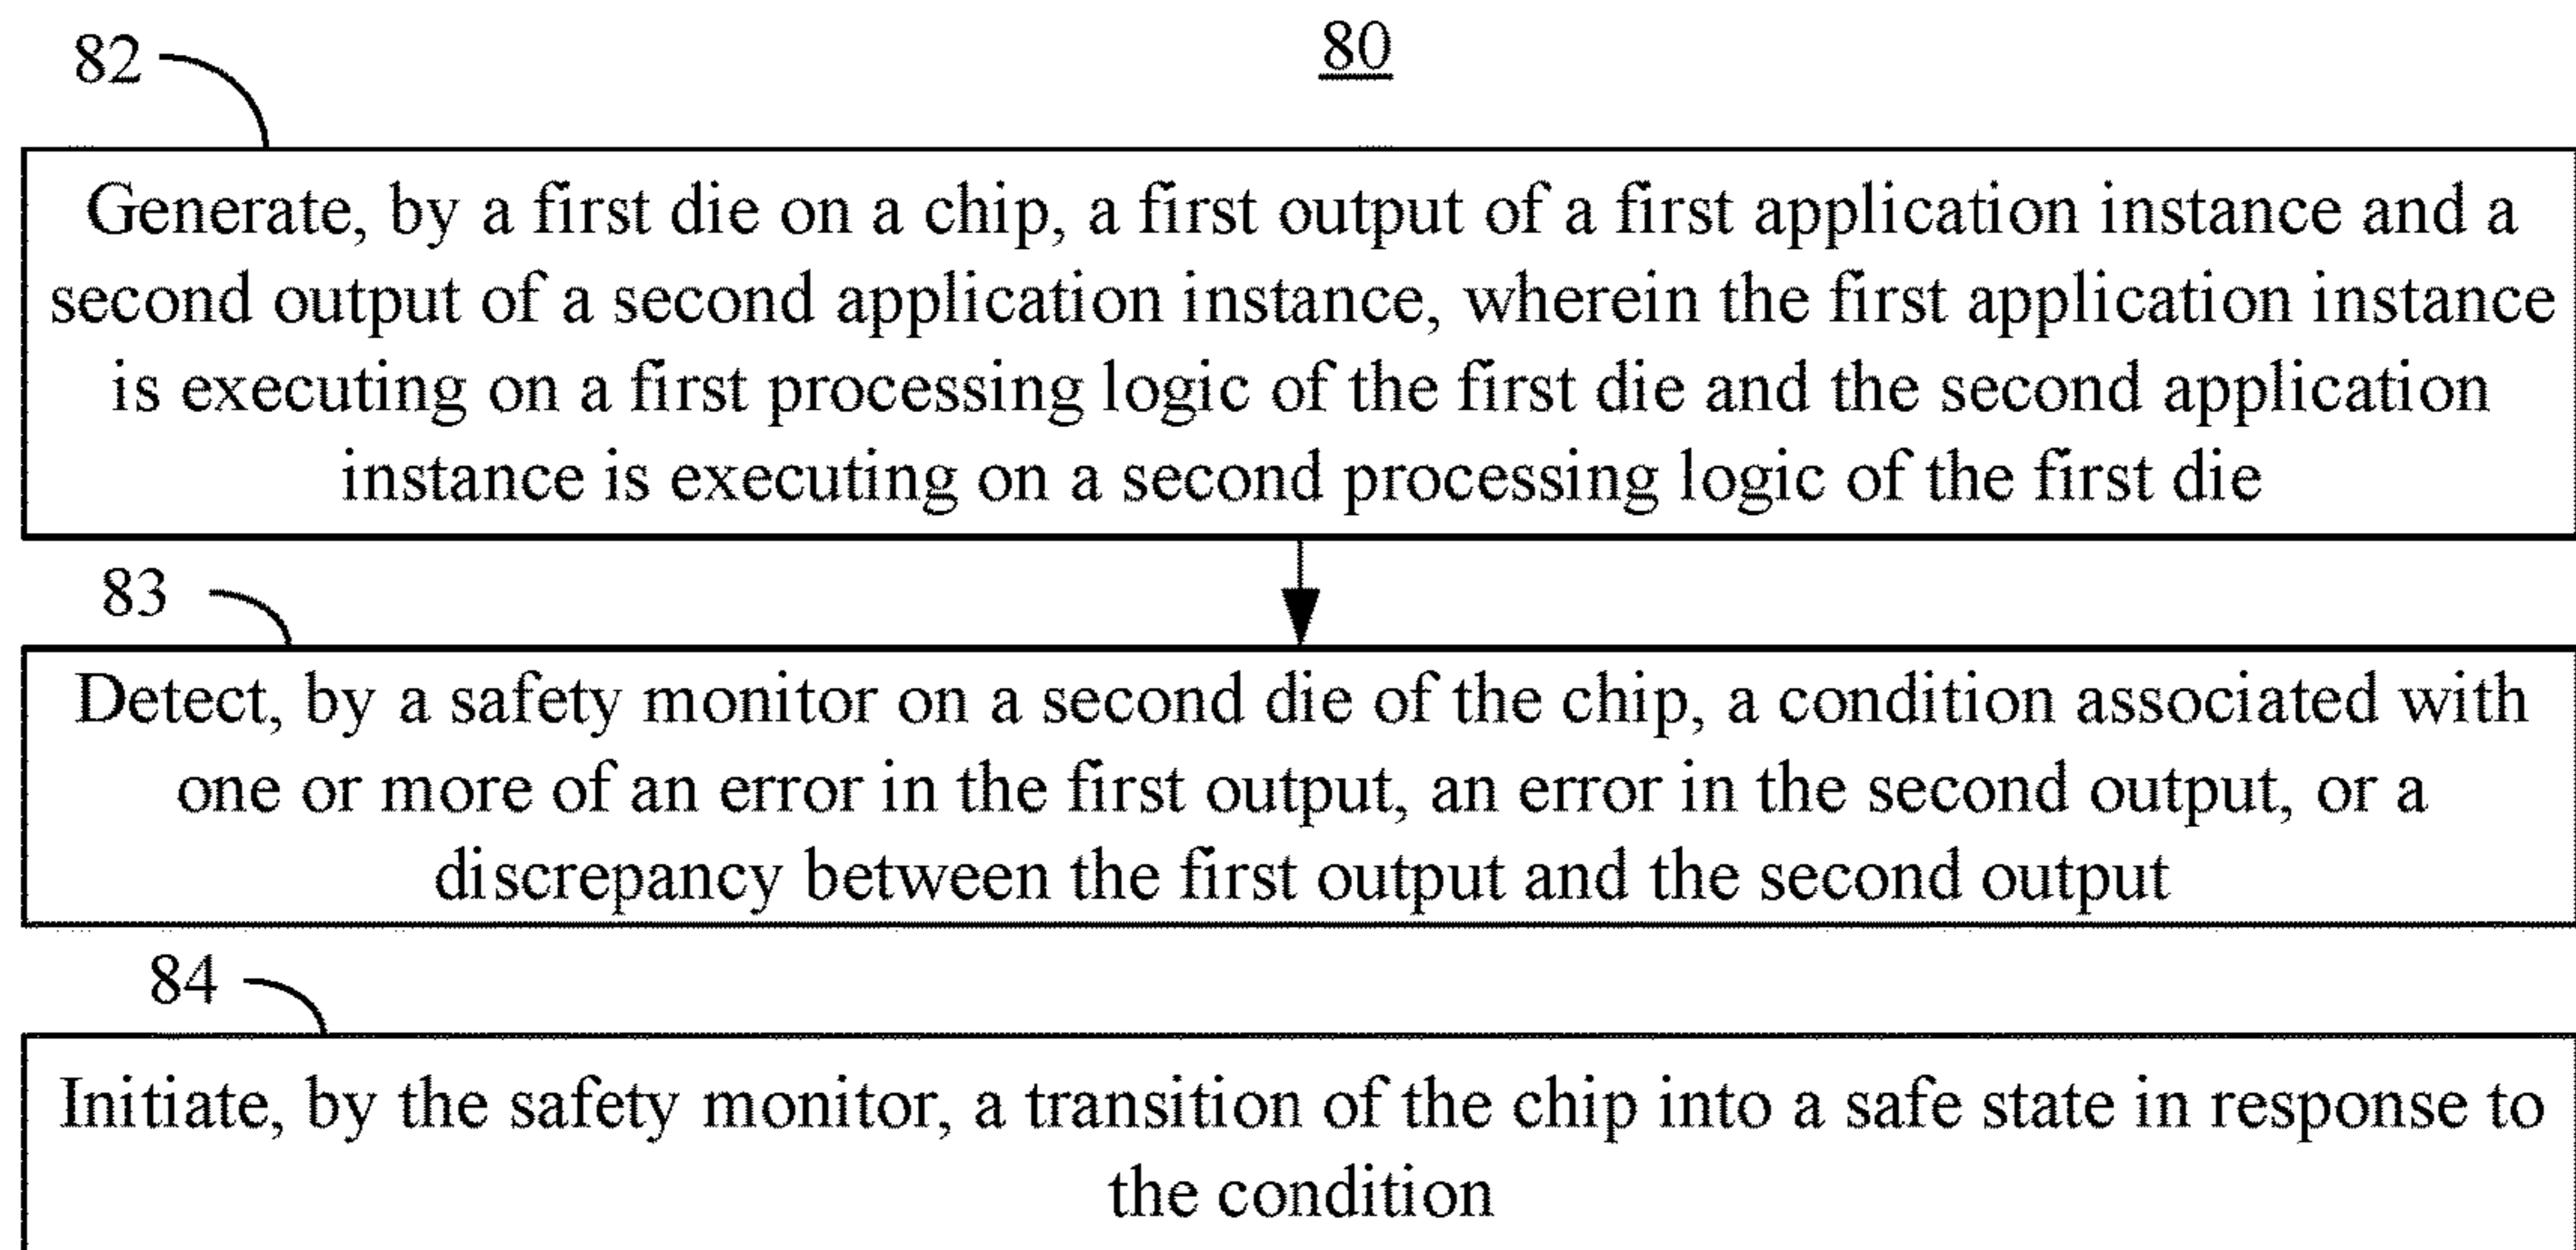 82
80
Generate, by a first die on a chip, a first output of a first application instance and a
second output of a second application instance, wherein the first application instance
is executing on a first processing logic of the first die and the second application
instance is executing on a second processing logic of the first die
83
Detect, by a safety monitor on a second die of the chip, a condition associated with
one or more of an error in the first output, an error in the second output, or a
discrepancy between the first output and the second output
84
Initiate, by the safety monitor, a transition of the chip into a safe state in response to
the condition